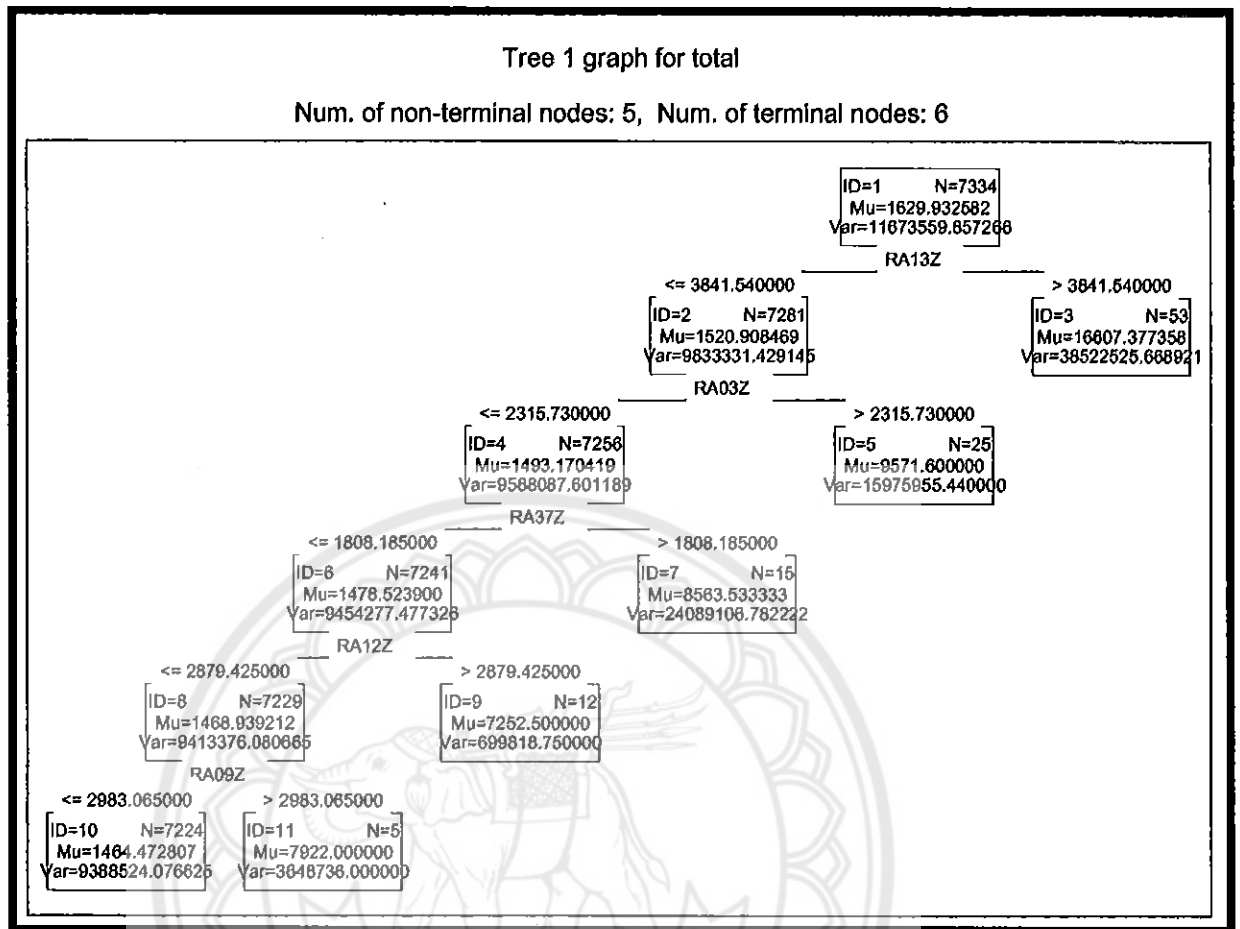 Tree 1 graph for total
Num. of non-terminal nodes: 5, Num. of terminal nodes: 6
ID=1 N=7334
Mu=1629.932582
Var=11673559.857266
RA13Z
<= 3841.540000
> 3841.540000
ID=2 N=7281
Mu=1520.908469
Var=9833331.429145
RA03Z
ID=3 N=53
Mu=16607.377358
Var=38522525.668921
<= 2315.730000
> 2315.730000
ID=4 N=7256
Mu=1493.170419
Var=9588087.601189
RA37Z
ID=5 N=25
Mu=9571.600000
Var=15975955.440000
<= 1808.185000
> 1808.185000
ID=6 N=7241
Mu=1478.523900
Var=9454277.477326
RA12Z
ID=7 N=15
Mu=8563.533333
Var=24089106.782222
<= 2879.425000
> 2879.425000
ID=8 N=7229
Mu=1468.939212
Var=9413376.080665
RA09Z
ID=9 N=12
Mu=7252.500000
Var=699818.750000
<= 2983.065000
> 2983.065000
ID=10 N=7224
Mu=1464.472807
Var=9388524.076625
ID=11 N=5
Mu=7922.000000
Var=3648736.000000